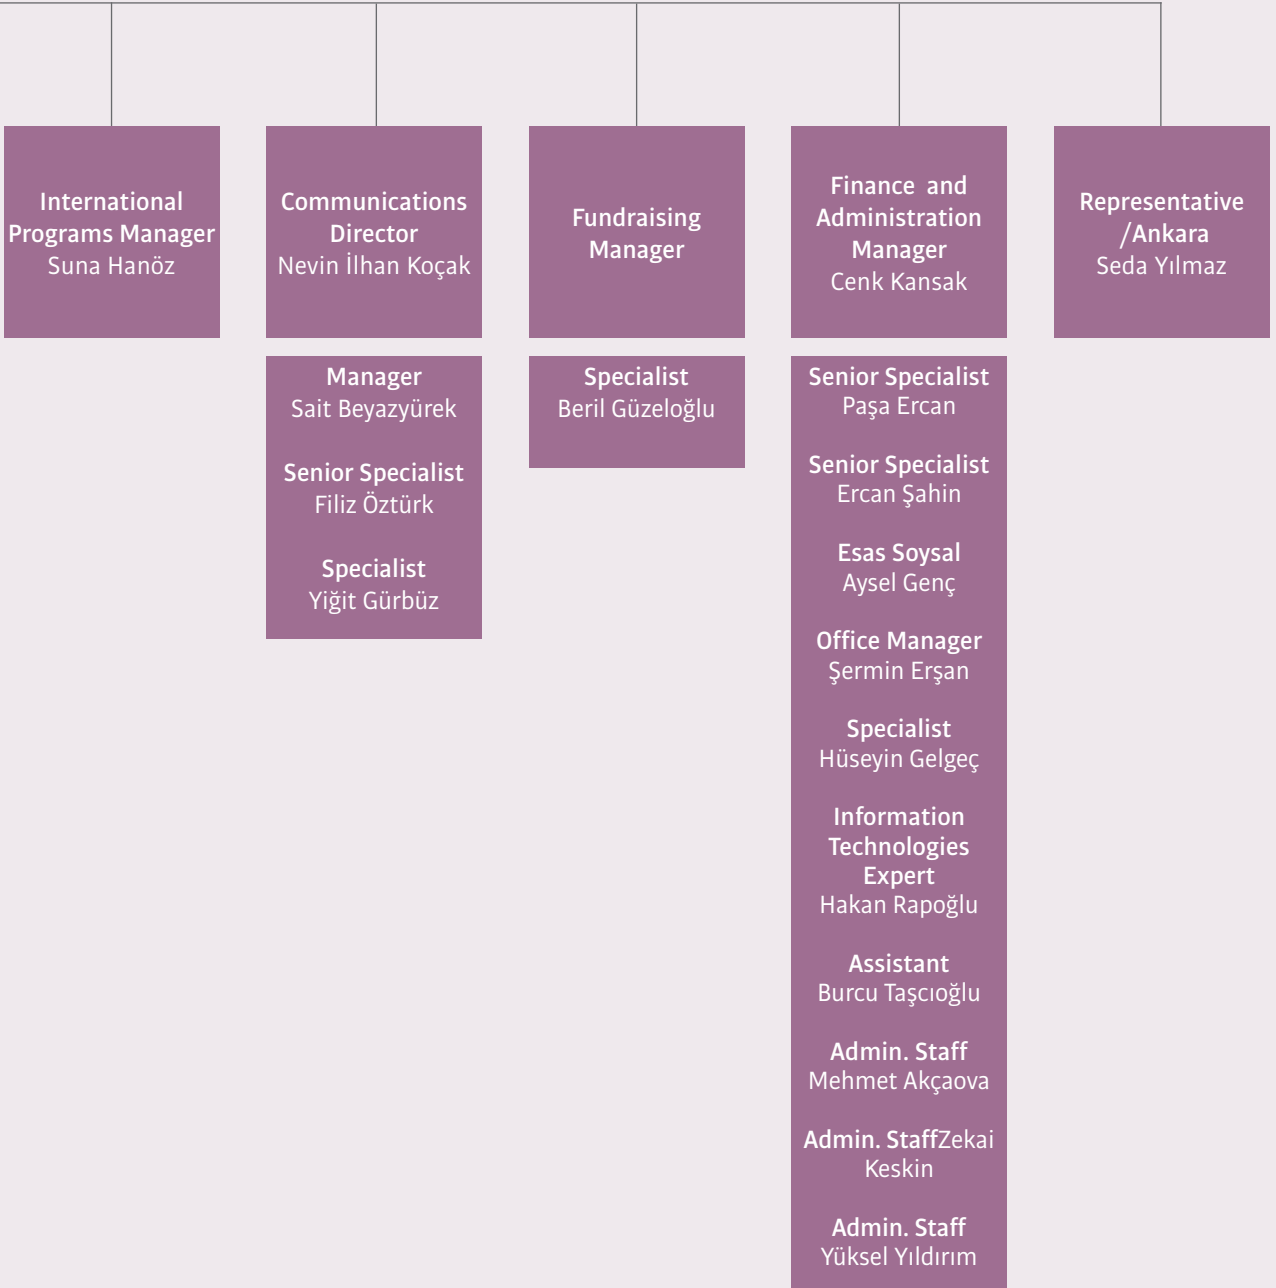 International
Programs Manager
Suna Hanöz
Communications
Director
Nevin İlhan Koçak
Manager
Sait Beyazyürek
Senior Specialist
Filiz Öztürk
Specialist
Yiğit Gürbüz
Fundraising
Manager
Specialist
Beril Güzeloğlu
Finance and
Administration
Manager
Cenk Kansak
Senior Specialist
Paşa Ercan
Senior Specialist
Ercan Şahin
Esas Soysal
Aysel Genç
Office Manager
Şermin Erşan
Specialist
Hüseyin Gelgeç
Information
Technologies
Expert
Hakan Rapoğlu
Assistant
Burcu Taşcıoğlu
Admin. Staff
Mehmet Akçaova
Admin. StaffZekai
Keskin
Admin. Staff
Yüksel Yıldırım
Representative
/Ankara
Seda Yılmaz